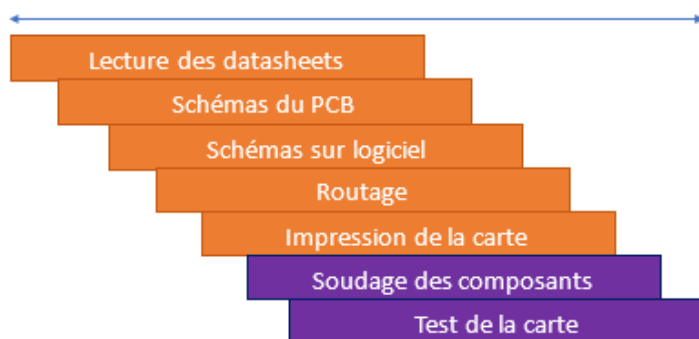 Lecture des datasheets
Schémas du PCB
Schémas sur logiciel
Routage
Impression de la carte
Soudage des composants
Test de la carte